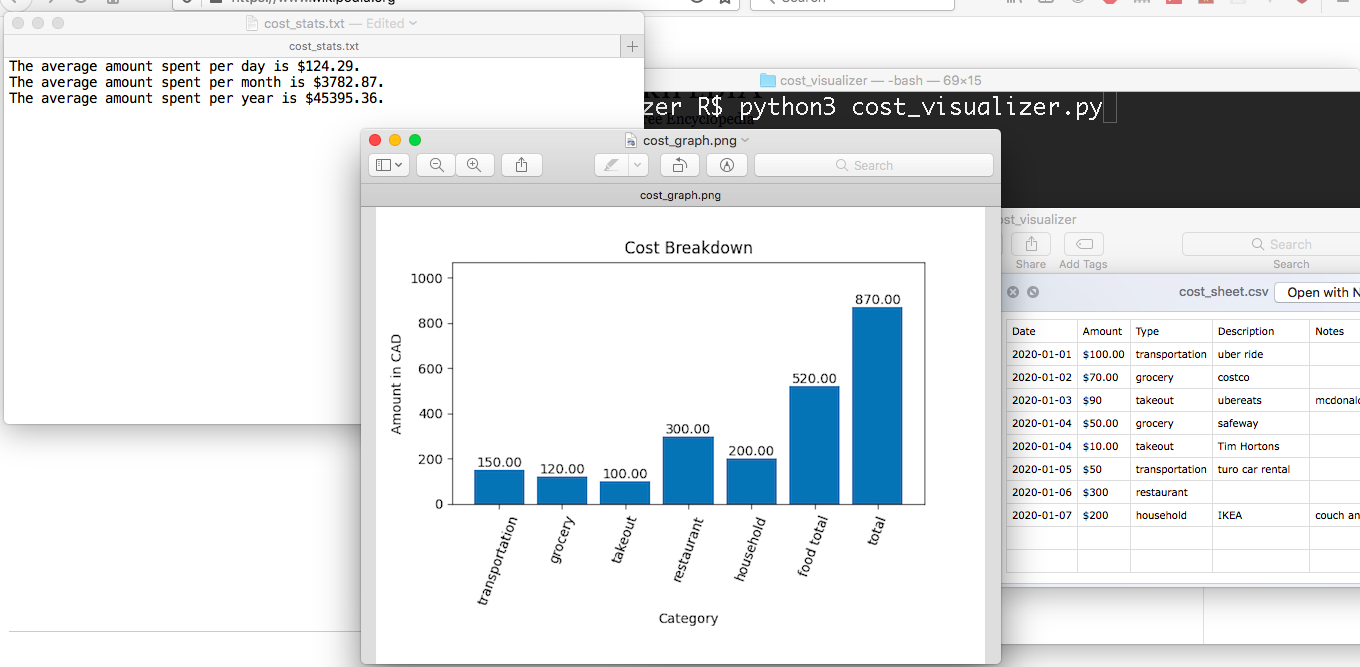 cost_stats.txt — Edited
cost_stats.txt
The average amount spent per day is $124.29.
The average amount spent per month is $3782.87.
The average amount spent per year is $45395.36.
cost_visualizer — -bash — 69×15
zer R$ python3 cost_visualizer.py
ree Encyclopedia
cost_graph.png
Search
cost_graph.png
Cost Breakdown
Amount in CAD
1000
800
600
400
200
0
150.00
120.00
100.00
300.00
200.00
520.00
870.00
transportation
grocery
takeout
restaurant
household
food total
total
Category
ost_visualizer
Search
Share Add Tags Search
cost_sheet.csv Open with N
Date Amount Type Description Notes
2020-01-01 $100.00 transportation uber ride
2020-01-02 $70.00 grocery costco
2020-01-03 $90 takeout ubereats mcdonal
2020-01-04 $50.00 grocery safeway
2020-01-04 $10.00 takeout Tim Hortons
2020-01-05 $50 transportation turo car rental
2020-01-06 $300 restaurant
2020-01-07 $200 household IKEA couch an